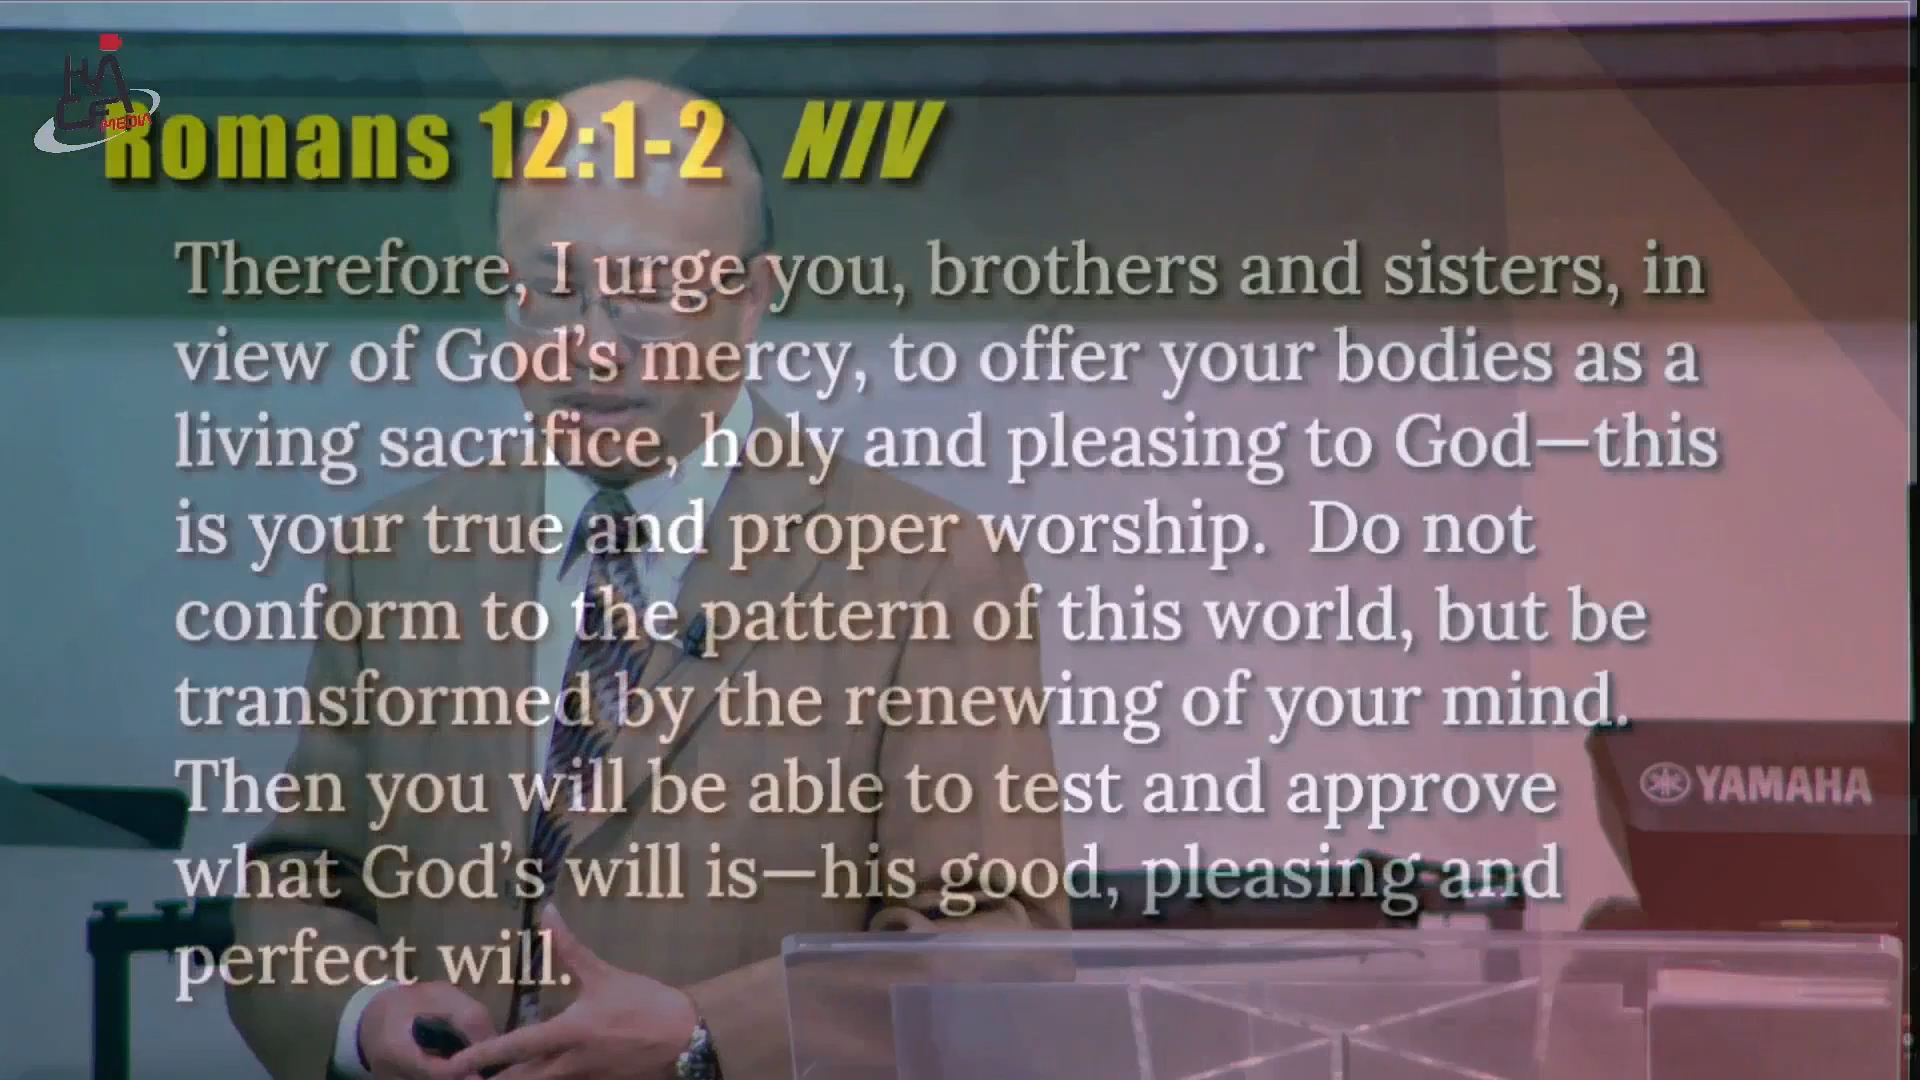 HA
CF
MEDIA
Romans 12:1-2 NIV
Therefore, I urge you, brothers and sisters, in
view of God’s mercy, to offer your bodies as a
living sacrifice, holy and pleasing to God—this
is your true and proper worship. Do not
conform to the pattern of this world, but be
transformed by the renewing of your mind.
Then you will be able to test and approve
what God’s will is—his good, pleasing and
perfect will.
YAMAHA